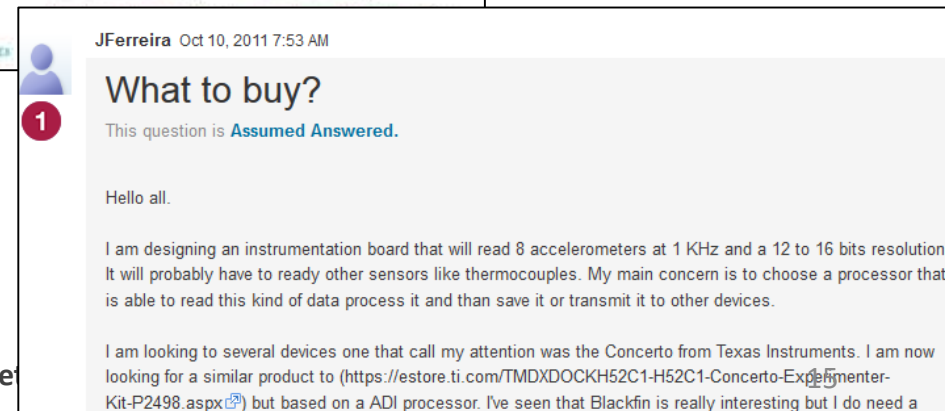 JFerreira Oct 10, 2011 7:53 AM
What to buy?
1
This question is Assumed Answered.
Hello all.
I am designing an instrumentation board that will read 8 accelerometers at 1 KHz and a 12 to 16 bits resolution
It will probably have to ready other sensors like thermocouples. My main concern is to choose a processor that
is able to read this kind of data process it and than save it or transmit it to other devices.
I am looking to several devices one that call my attention was the Concerto from Texas Instruments. I am now
looking for a similar product to (https://estore.ti.com/TMDXDOCKH52C1-H52C1-Concerto-Experimenter-
15
Kit-P2498.aspx) but based on a ADI processor. I've seen that Blackfin is really interesting but I do need a